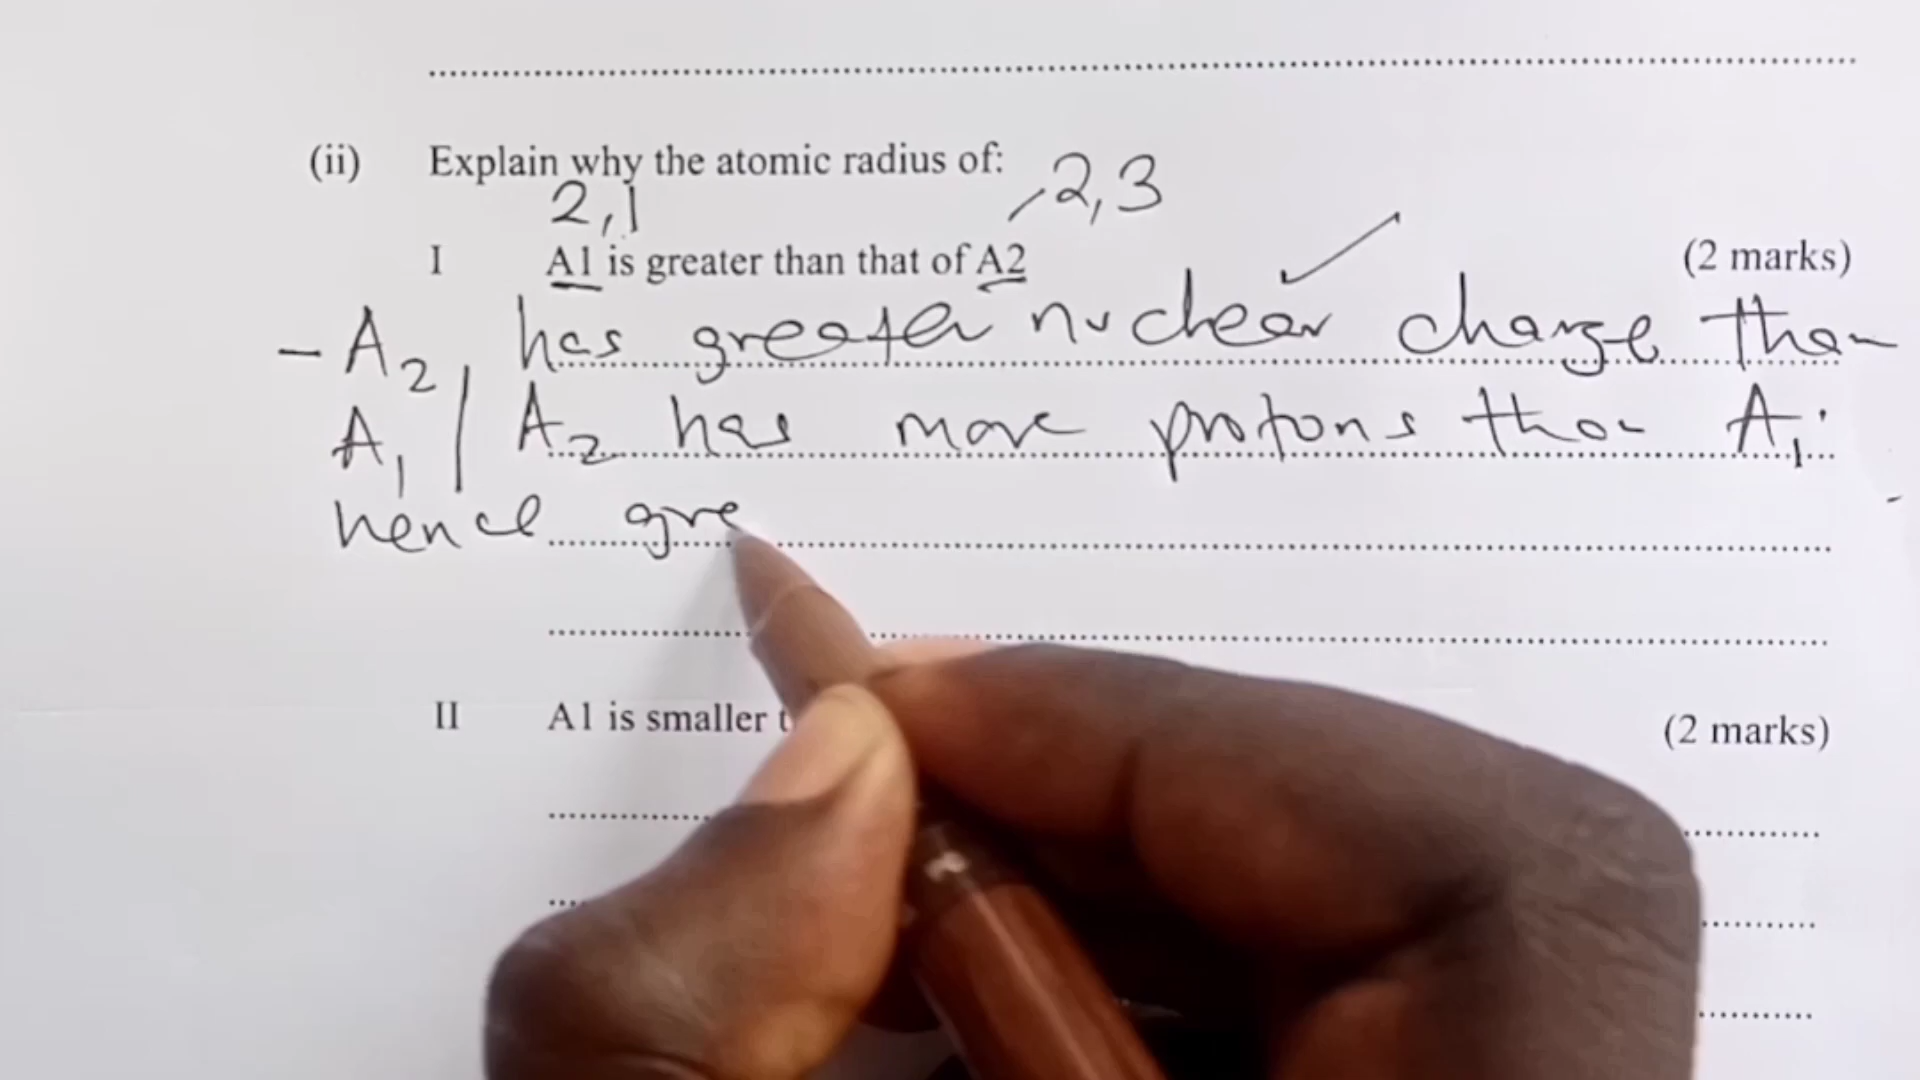 (ii) Explain why the atomic radius of: 2,3
2,1
I A1 is greater than that of A2 (2 marks)
- A2 has greater nuclear charge than
A1 / A2 has more protons than A1.
hence gre
II A1 is smaller t (2 marks)